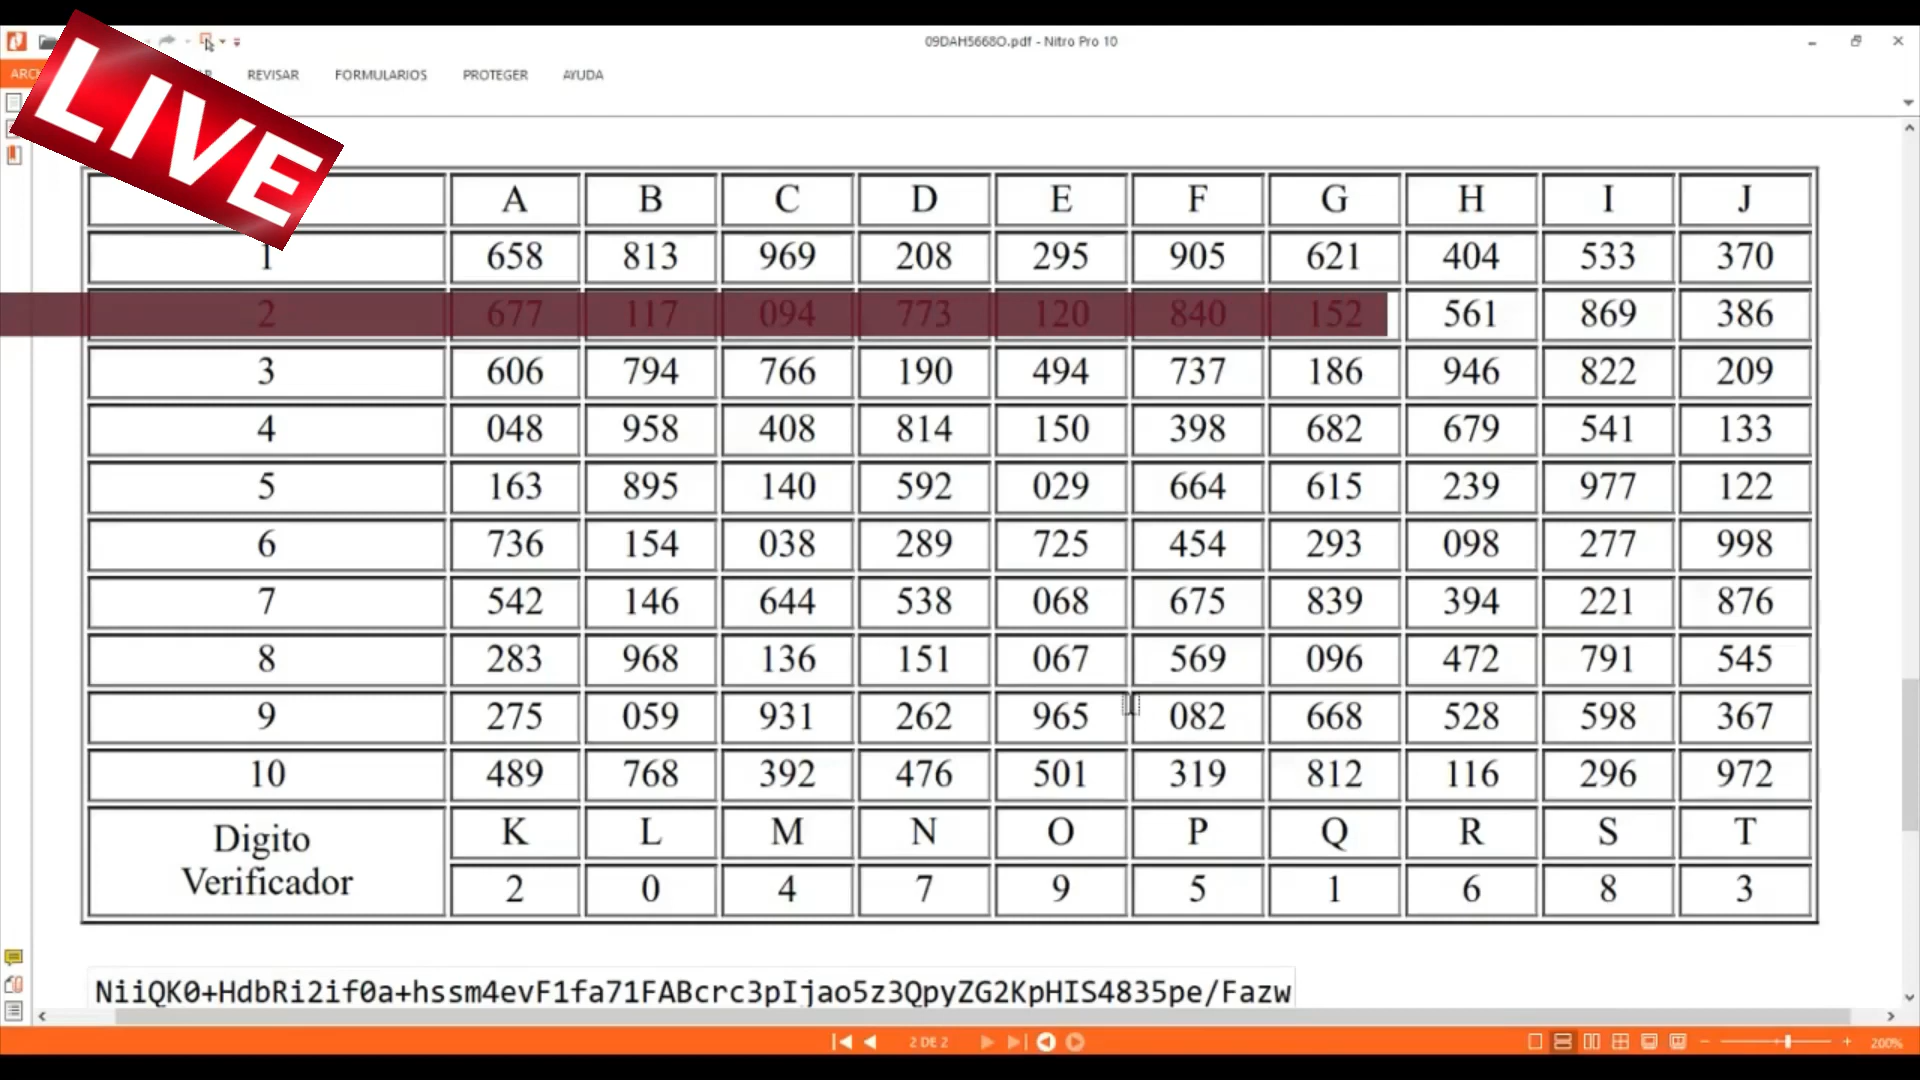 09DAH5668O.pdf - Nitro Pro 10
LIVE
REVISAR FORMULARIOS PROTEGER AYUDA
A B C D E F G H I J
1 658 813 969 208 295 905 621 404 533 370
2 677 117 094 773 120 840 152 561 869 386
3 606 794 766 190 494 737 186 946 822 209
4 048 958 408 814 150 398 682 679 541 133
5 163 895 140 592 029 664 615 239 977 122
6 736 154 038 289 725 454 293 098 277 998
7 542 146 644 538 068 675 839 394 221 876
8 283 968 136 151 067 569 096 472 791 545
9 275 059 931 262 965 082 668 528 598 367
10 489 768 392 476 501 319 812 116 296 972
Digito Verificador K L M N O P Q R S T
2 0 4 7 9 5 1 6 8 3
NiiQK0+HdbRi2if0a+hssm4evF1fa71FABcrc3pIjao5z3QpyZG2KpHIS4835pe/Fazw
2 DE 2
200%